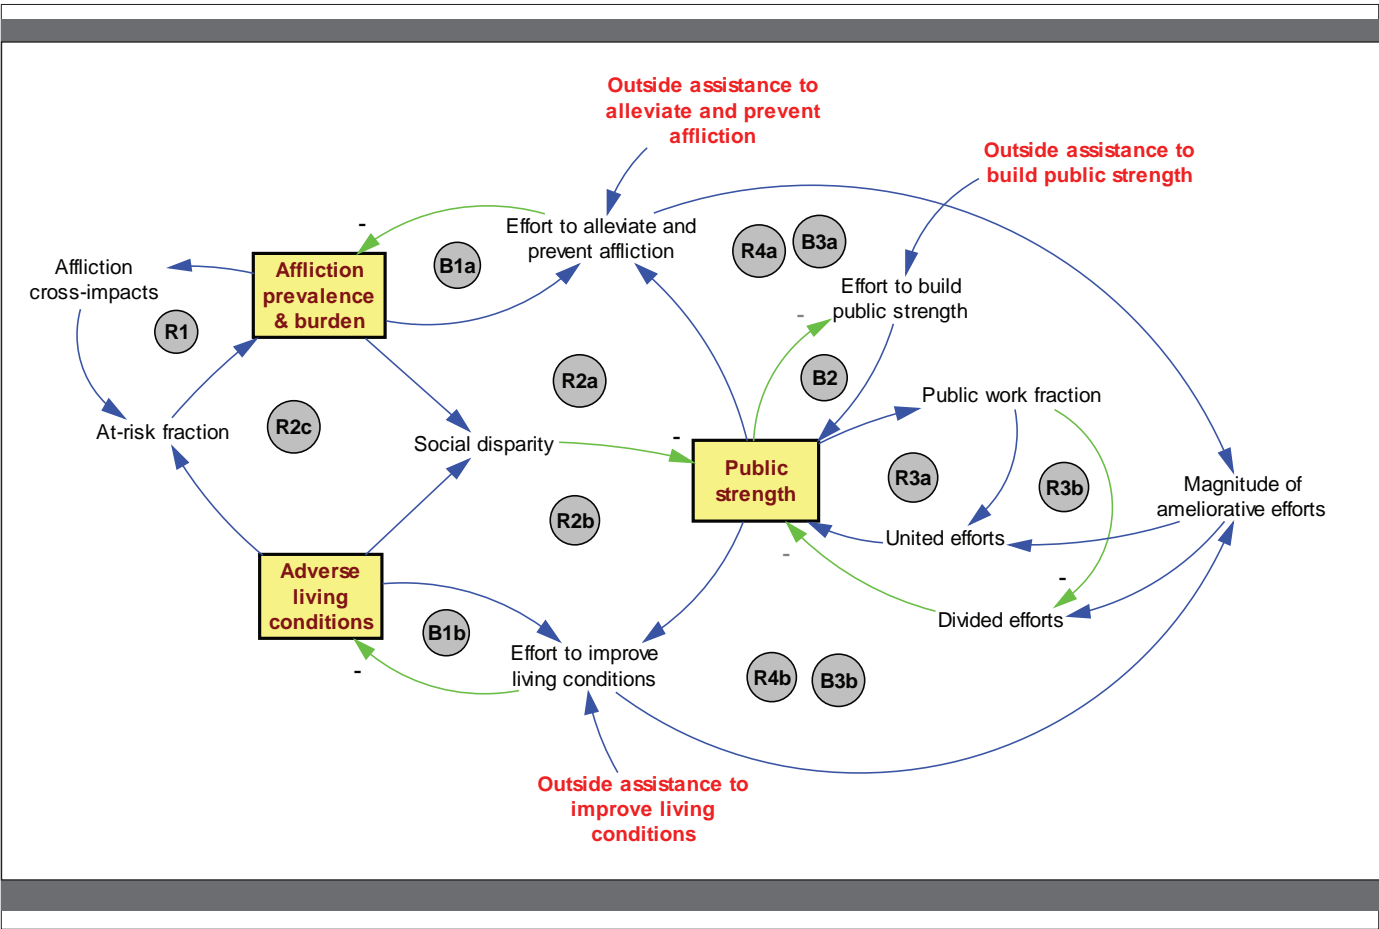 Outside assistance to
alleviate and prevent
affliction
Outside assistance to
build public strength
-
Effort to alleviate and
prevent affliction
R4a
B3a
B1a
Affliction
cross-impacts
Affliction
prevalence
& burden
Effort to build
public strength
-
R1
R2a
B2
Public work fraction
R2c
At-risk fraction
Social disparity
-
Public
strength
R3a
R3b
Magnitude of
ameliorative efforts
R2b
United efforts
-
Adverse
living
conditions
-
Divided efforts
B1b
Effort to improve
living conditions
-
R4b
B3b
Outside assistance to
improve living
conditions